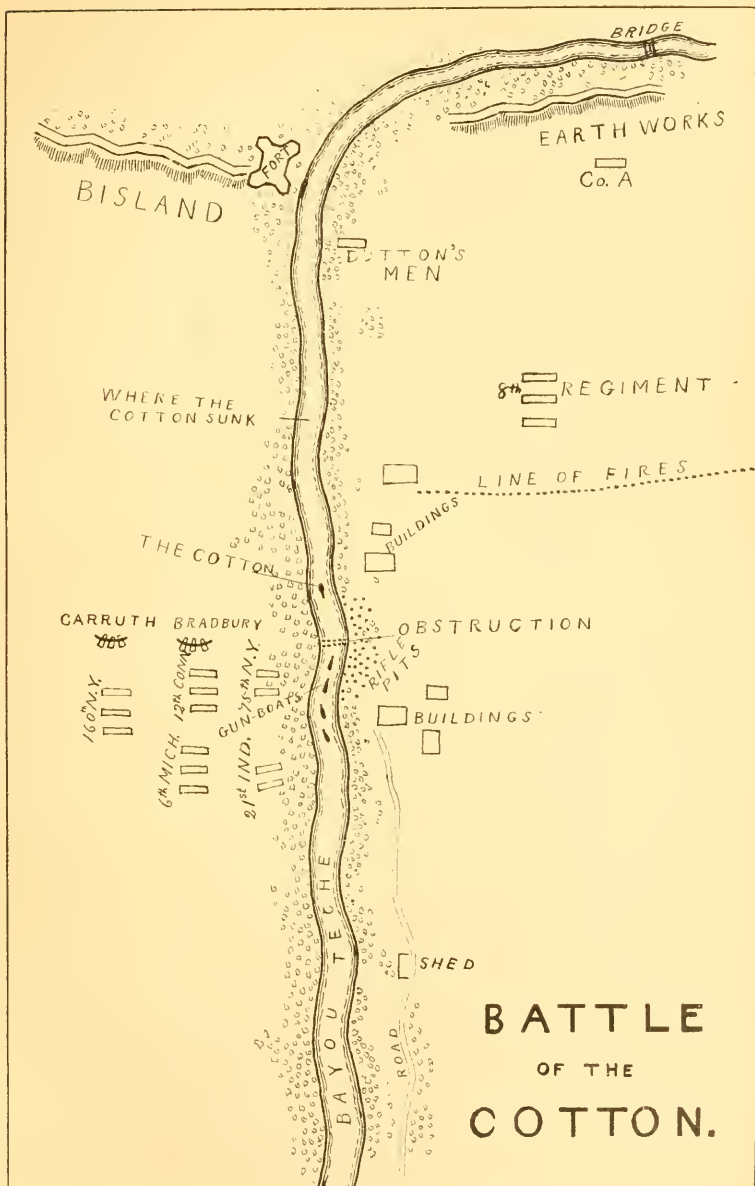 BRIDGE
EARTH WORKS
Co. A
FORT
BISLAND
MEN
WHERE THE
COTTON SUNK
8th REGIMENT
LINE OF FIRES
BUILDINGS
THE COTTON
CARRUTH BRADBURY
OBSTRUCTION
RIFLE
PITS
160th N.Y.
12th CONN.
75th N.Y.
GUN-BOATS
BUILDINGS
6th MICH.
21st IND.
BAYOU TECHE
SHED
ROAD
BATTLE
OF THE
COTTON.